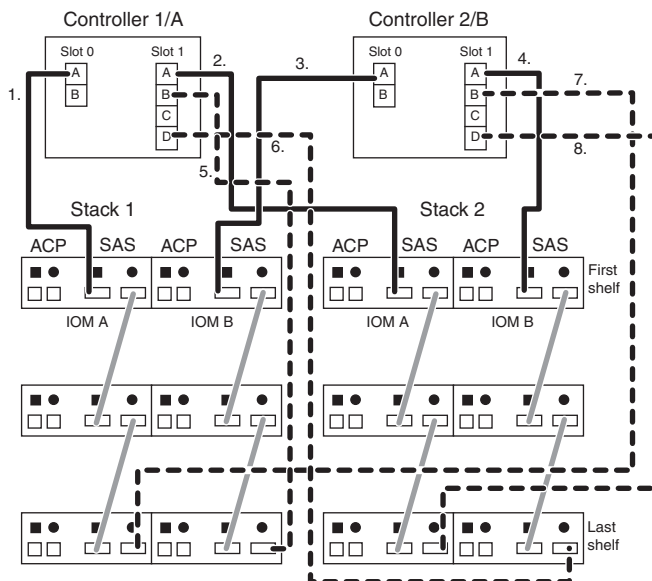 Controller 1/A
Controller 2/B
Slot 0
Slot 1
Slot 0
Slot 1
1.
A
B
A
B
C
D
2.
3.
A
B
A
B
C
D
4.
7.
5.
6.
8.
Stack 1
Stack 2
ACP
SAS
ACP
SAS
ACP
SAS
ACP
SAS
First
shelf
IOM A
IOM B
IOM A
IOM B
Last
shelf